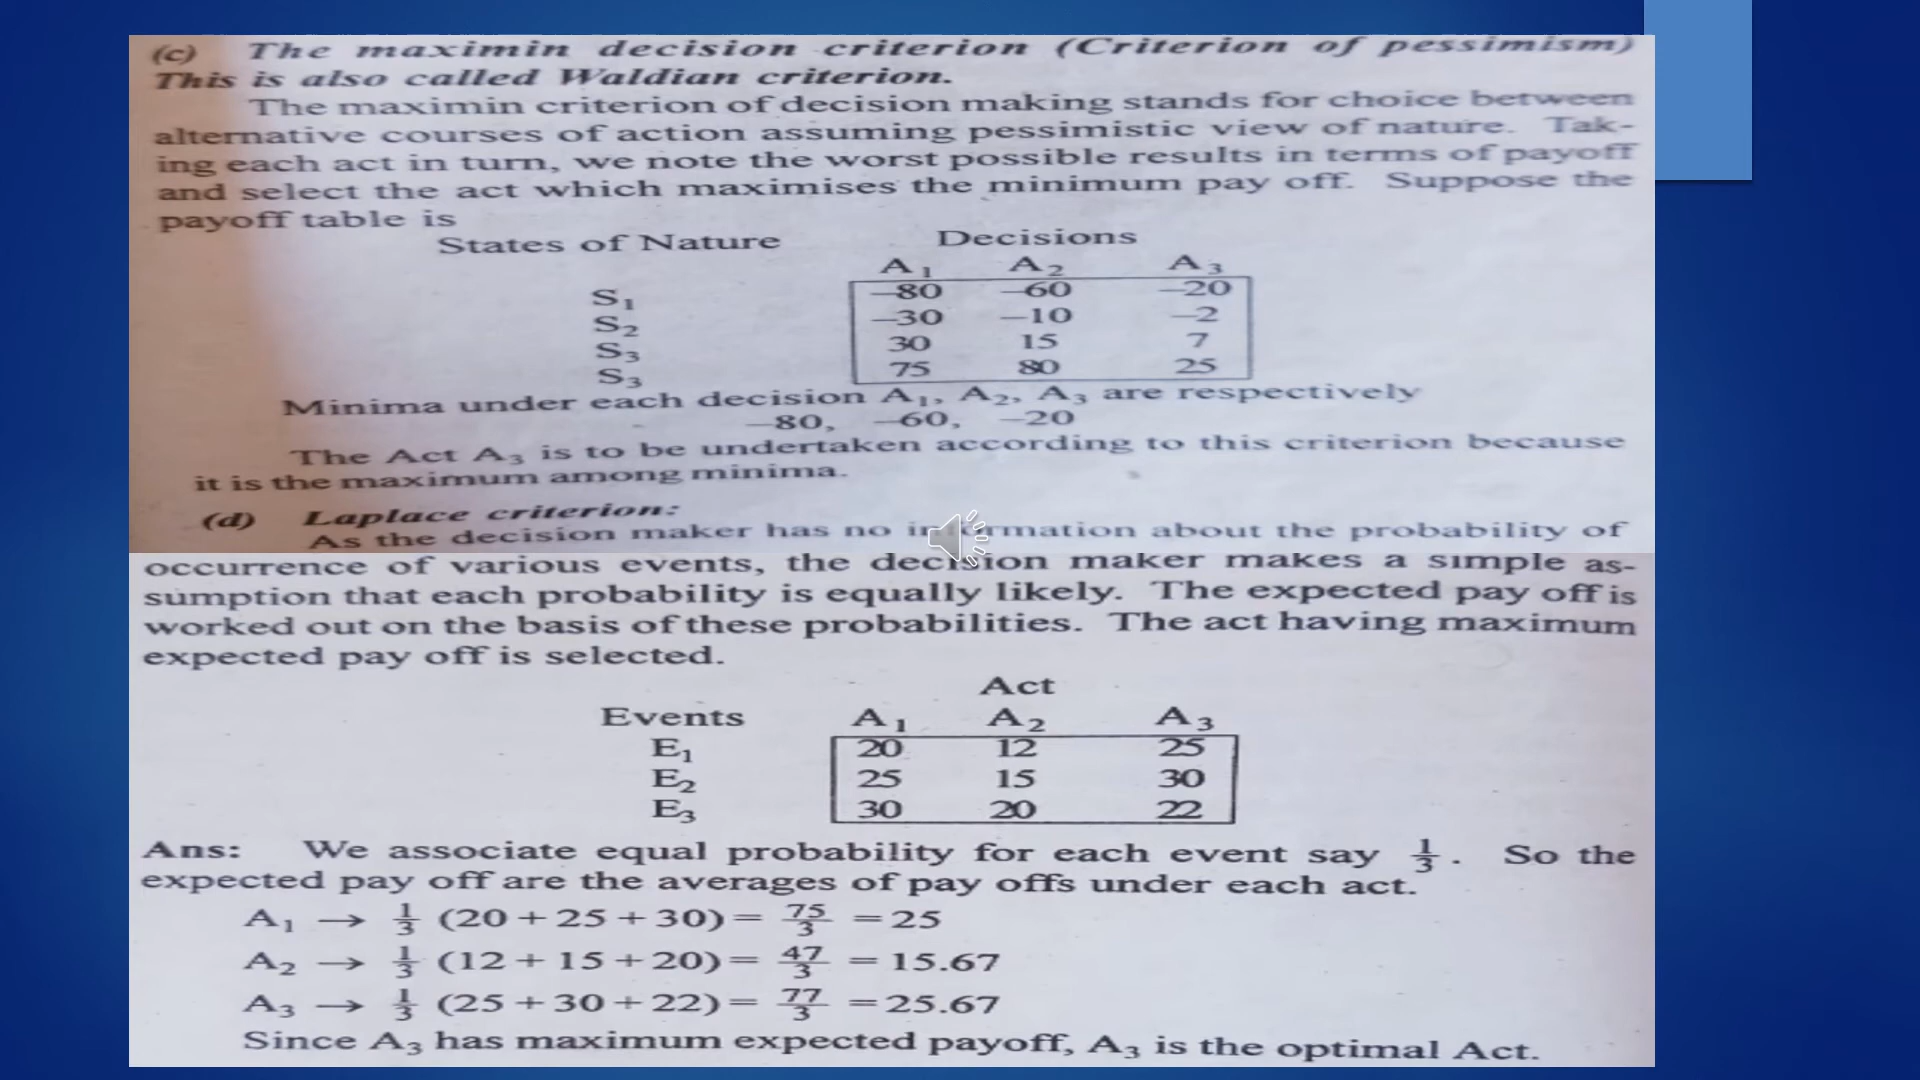 (c) The maximin decision criterion (Criterion of pessimism)
This is also called Waldian criterion.
The maximin criterion of decision making stands for choice between
alternative courses of action assuming pessimistic view of nature. Tak-
ing each act in turn, we note the worst possible results in terms of payoff
and select the act which maximises the minimum pay off. Suppose the
payoff table is
States of Nature Decisions
A1 A2 A3
S1 –80 –60 –20
S2 –30 –10 –2
S3 30 15 7
S3 75 80 25
Minima under each decision A1, A2, A3 are respectively
–80, –60, –20
The Act A3 is to be undertaken according to this criterion because
it is the maximum among minima.
(d) Laplace criterion:
As the decision maker has no information about the probability of
occurrence of various events, the decision maker makes a simple as-
sumption that each probability is equally likely. The expected pay off is
worked out on the basis of these probabilities. The act having maximum
expected pay off is selected.
Act
Events A1 A2 A3
E1 20 12 25
E2 25 15 30
E3 30 20 22
Ans: We associate equal probability for each event say 1/3. So the
expected pay off are the averages of pay offs under each act.
A1 → 1/3 (20 + 25 + 30) = 75/3 = 25
A2 → 1/3 (12 + 15 + 20) = 47/3 = 15.67
A3 → 1/3 (25 + 30 + 22) = 77/3 = 25.67
Since A3 has maximum expected payoff, A3 is the optimal Act.